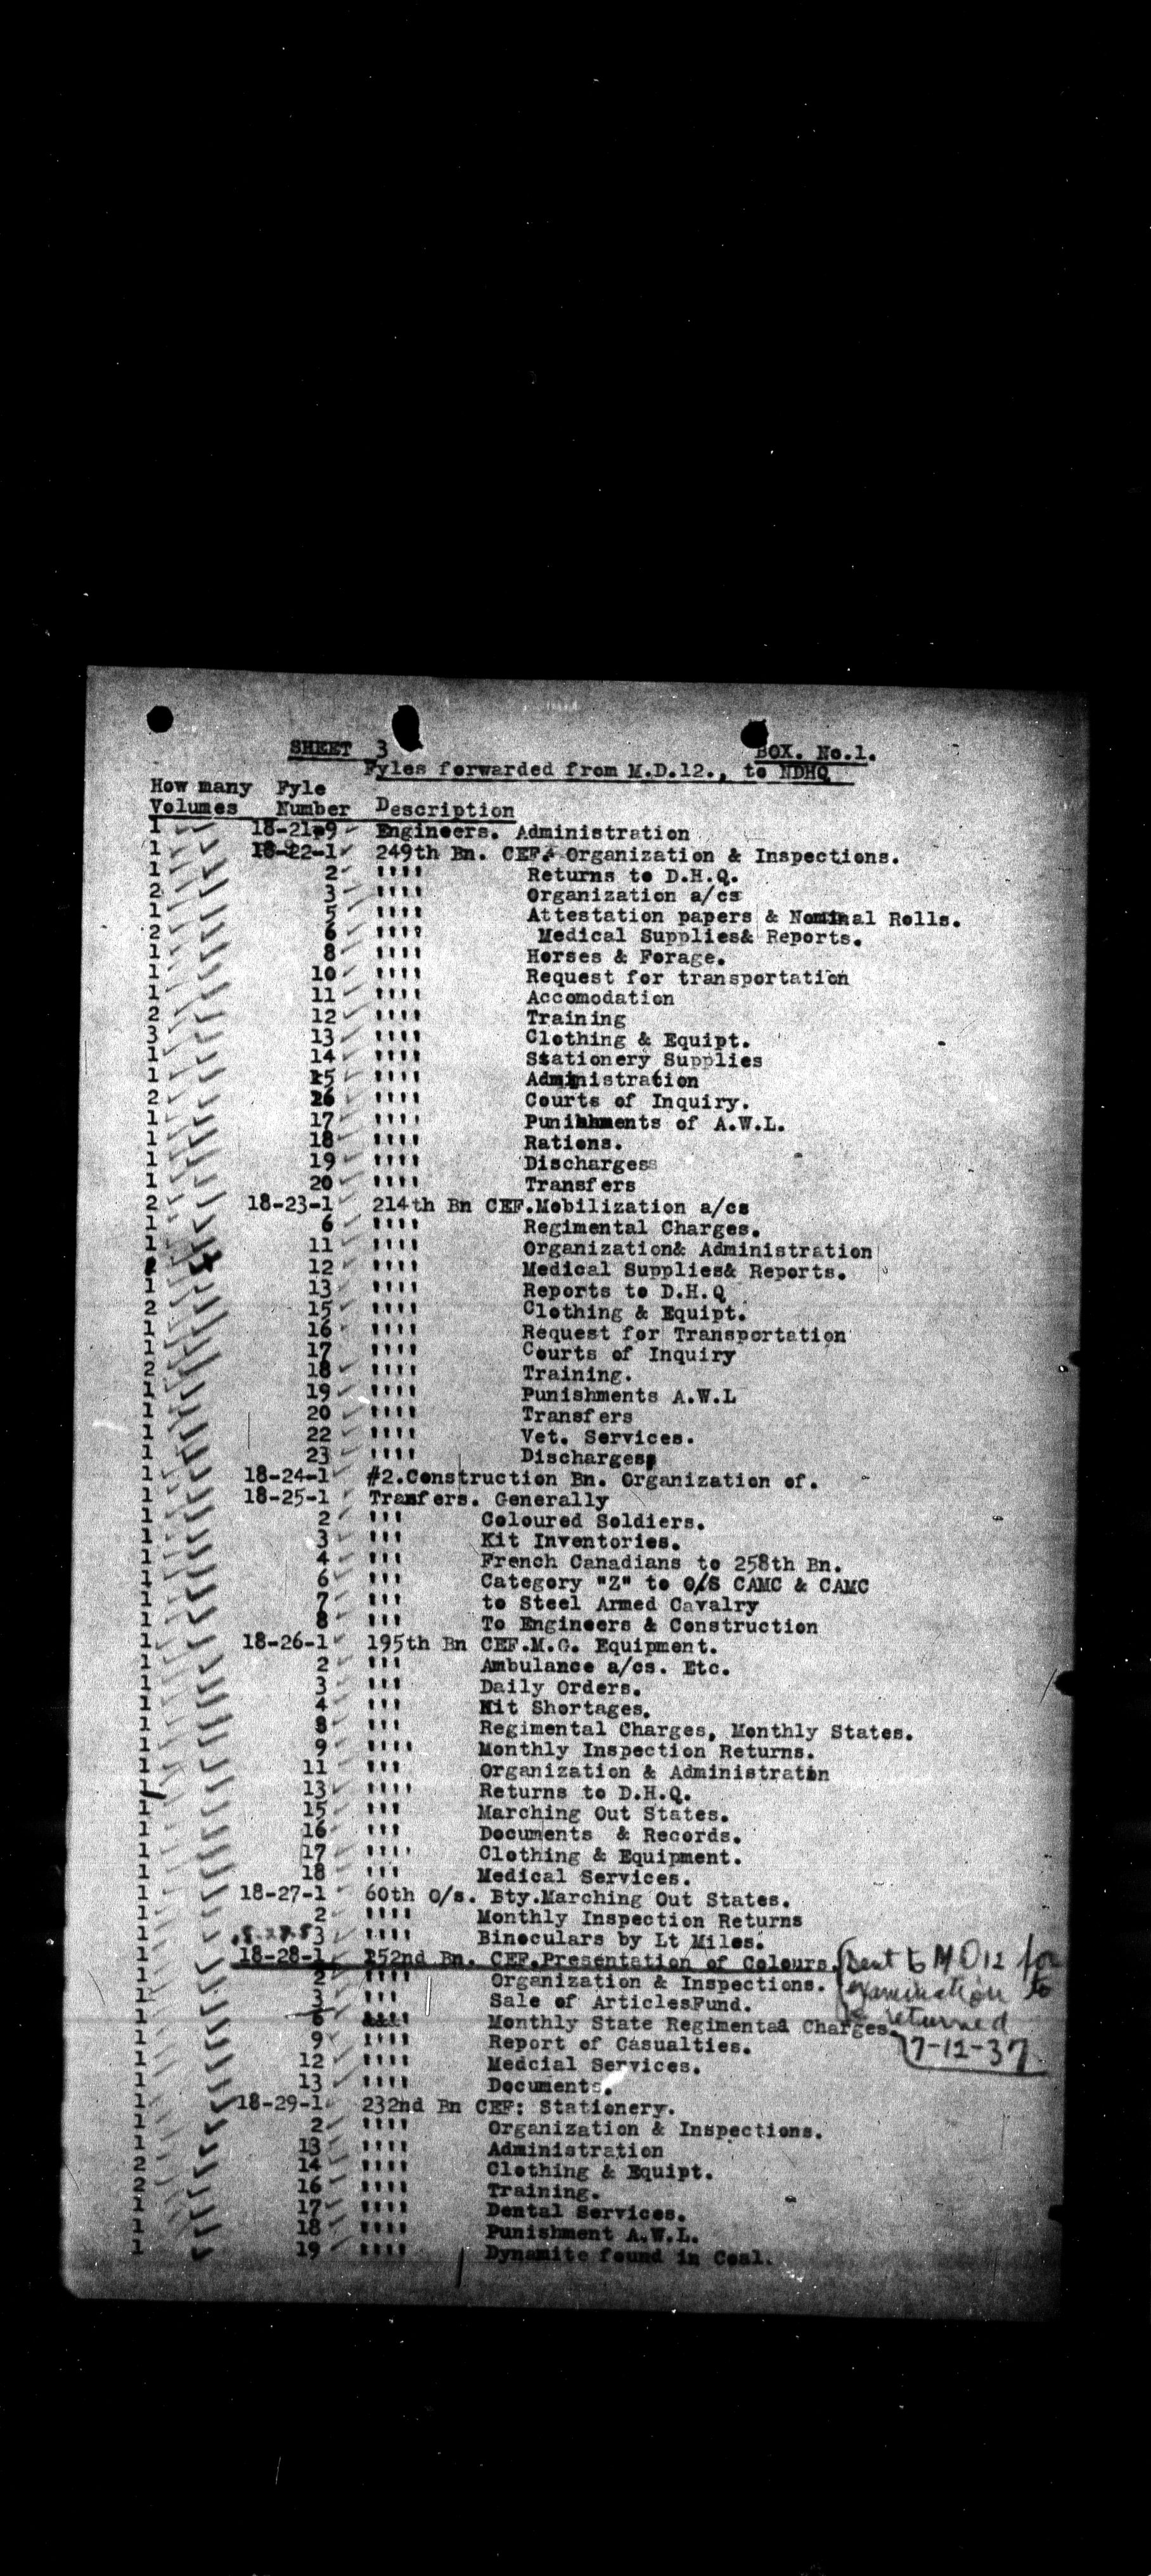 SHEET 3 BOX. No.1.
Fyles forwarded from M.D.12., to NDHQ
How many Fyle
Volumes Number Description
1 18-21-9 Engineers. Administration
1 18-22-1 249th Bn. CEF. Organization & Inspections.
1 2 '''' Returns to D.H.Q.
2 3 '''' Organization a/cs
1 5 '''' Attestation papers & Nominal Rolls.
2 6 '''' Medical Supplies& Reports.
1 8 '''' Horses & Forage.
1 10 '''' Request for transportation
1 11 '''' Accomodation
2 12 '''' Training
3 13 '''' Clothing & Equipt.
1 14 '''' Stationery Supplies
1 15 '''' Administration
2 16 '''' Courts of Inquiry.
1 17 '''' Punishments of A.W.L.
1 18 '''' Rations.
1 19 '''' Discharges
1 20 '''' Transfers
2 18-23-1 214th Bn CEF.Mobilization a/cs
1 6 '''' Regimental Charges.
1 11 '''' Organization& Administration
12 '''' Medical Supplies& Reports.
1 13 '''' Reports to D.H.Q
2 15 '''' Clothing & Equipt.
1 16 '''' Request for Transportation
1 17 '''' Courts of Inquiry
2 18 '''' Training.
1 19 '''' Punishments A.W.L
1 20 '''' Transfers
1 22 '''' Vet. Services.
1 23 '''' Discharges
1 18-24-1 #2.Construction Bn. Organization of.
1 18-25-1 Tranfers. Generally
1 2 ''' Coloured Soldiers.
1 3 ''' Kit Inventories.
1 4 ''' French Canadians to 258th Bn.
1 6 ''' Category "Z" to O/S CAMC & CAMC
1 7 ''' to Steel Armed Cavalry
1 8 ''' To Engineers & Construction
1 18-26-1 195th Bn CEF.M.G. Equipment.
1 2 ''' Ambulance a/cs. Etc.
1 3 ''' Daily Orders.
1 4 ''' Kit Shortages.
1 8 ''' Regimental Charges, Monthly States.
1 9 '''' Monthly Inspection Returns.
1 11 ''' Organization & Administratin
1 13 '''' Returns to D.H.Q.
1 15 ''' Marching Out States.
1 16 ''' Documents & Records.
1 17 '''' Clothing & Equipment.
1 18 ''' Medical Services.
1 18-27-1 60th O/s. Bty.Marching Out States.
1 2 '''' Monthly Inspection Returns
1 3 '''' Binoculars by Lt Miles.
1 18-28-1 252nd Bn. CEF.Presentation of Colours. Sent to M.D 12 for
1 2 '''' Organization & Inspections. examination to
1 3 ''' Sale of ArticlesFund. be returned
1 6 &&&' Monthly State Regimental Charges.
1 9 '''' Report of Casualties. 7-12-37
1 12 '''' Medcial Services.
1 13 '''' Documents.
1 18-29-1 232nd Bn CEF: Stationery.
1 2 '''' Organization & Inspections.
1 13 '''' Administration
2 14 '''' Clothing & Equipt.
2 16 '''' Training.
1 17 '''' Dental Services.
1 18 '''' Punishment A.W.L.
1 19 '''' Dynamite found in Coal.